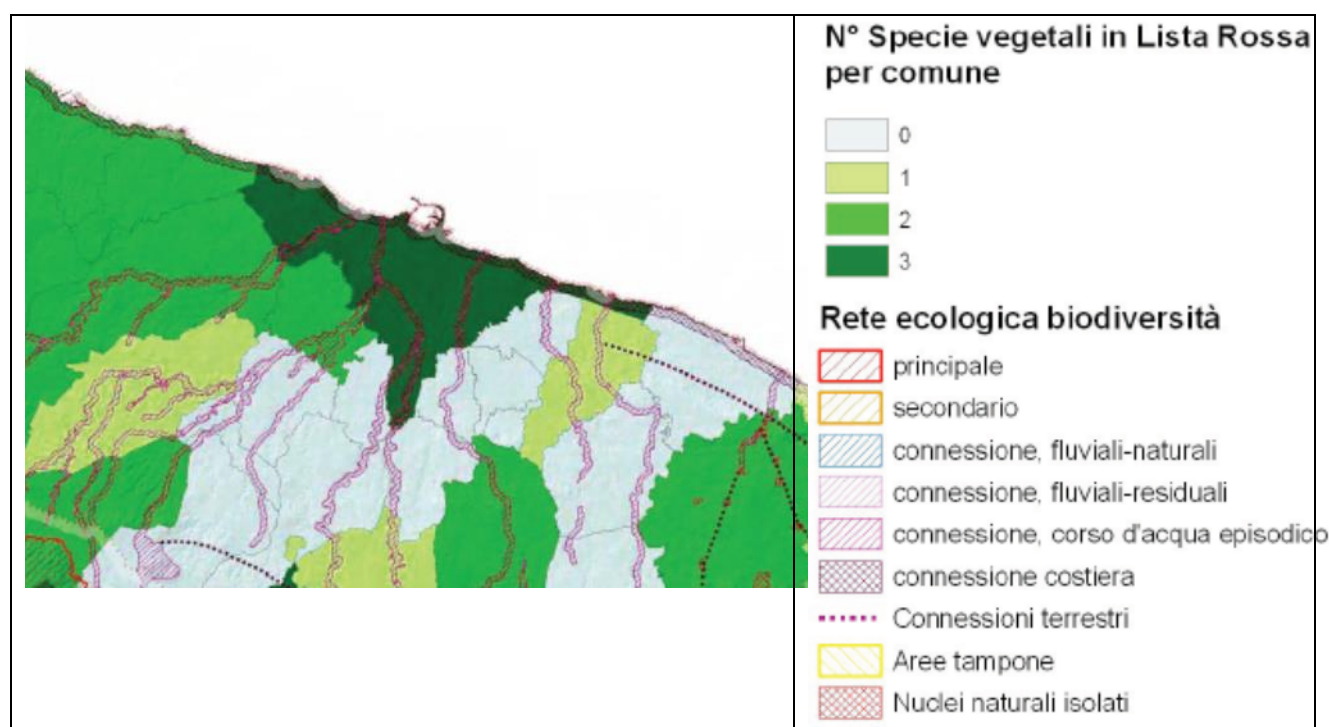 N° Specie vegetali in Lista Rossa
per comune
0
1
2
3
Rete ecologica biodiversità
principale
secondario
connessione, fluviali-naturali
connessione, fluviali-residuali
connessione, corso d'acqua episodico
connessione costiera
Connessioni terrestri
Aree tampone
Nuclei naturali isolati